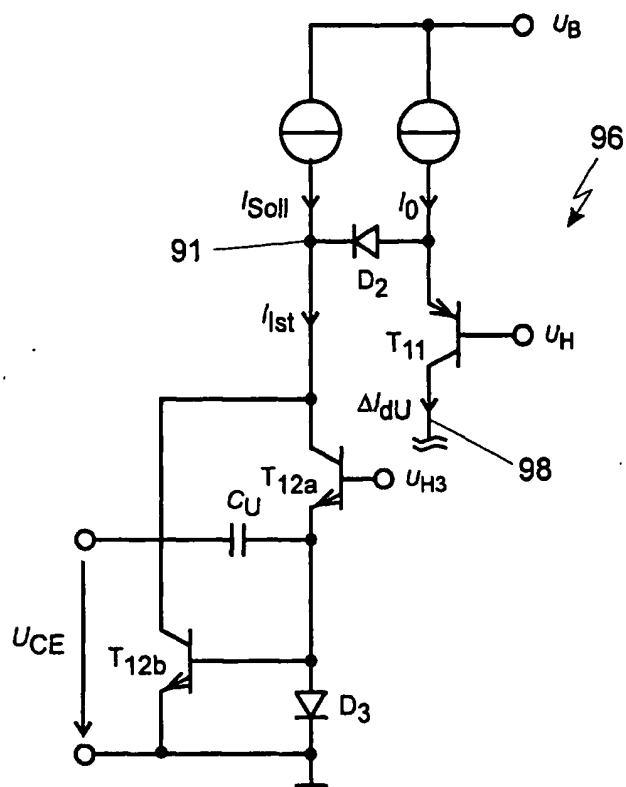 u_B
96
I_Soll
I_0
91
D_2
I_Ist
T_11
u_H
ΔI_dU
98
T_12a
u_H3
C_U
u_CE
T_12b
D_3